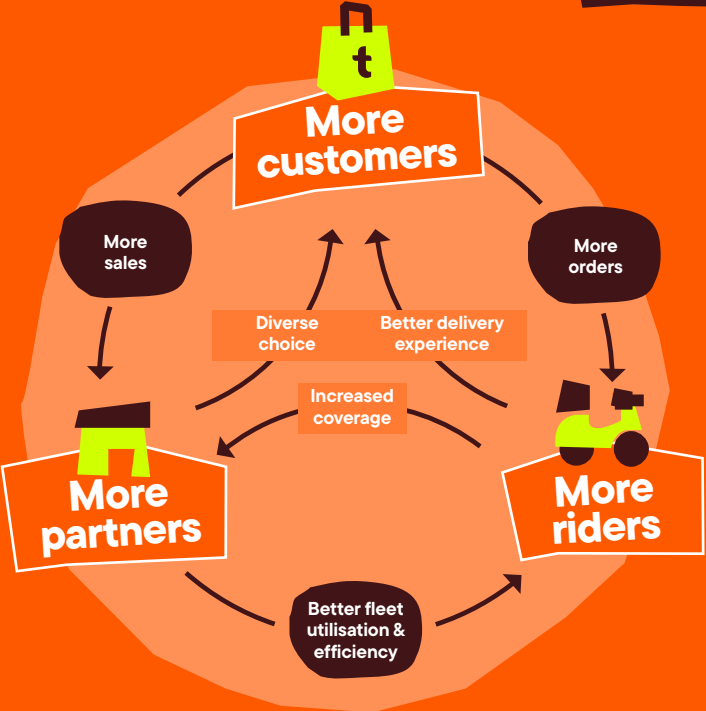 t
More
customers
More
sales
More
orders
Diverse
choice
Better delivery
experience
Increased
coverage
More
partners
More
riders
Better fleet
utilisation &
efficiency